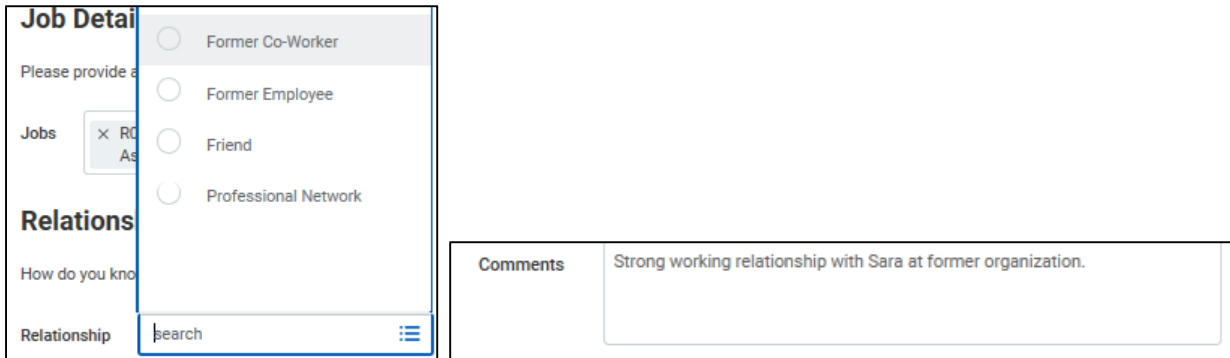 Job Detai
Former Co-Worker
Please provide a
Former Employee
Jobs
× RC
As
Friend
Professional Network
Relations
How do you kno
Relationship
search
Comments
Strong working relationship with Sara at former organization.